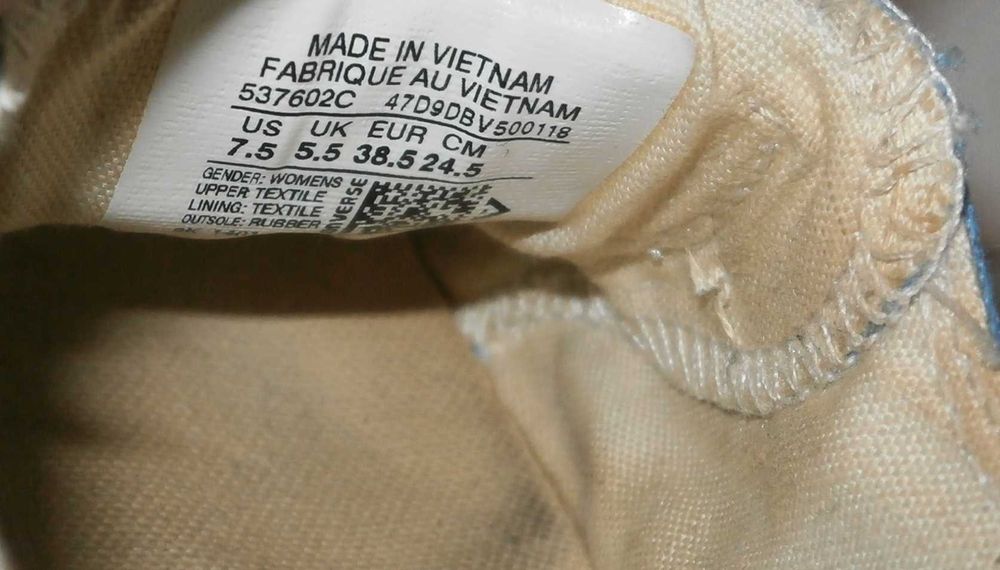 MADE IN VIETNAM
FABRIQUE AU VIETNAM
537602C 47D9DBV500118
US UK EUR CM
7.5 5.5 38.5 24.5
GENDER: WOMENS
UPPER: TEXTILE
LINING: TEXTILE
OUTSOLE: RUBBER